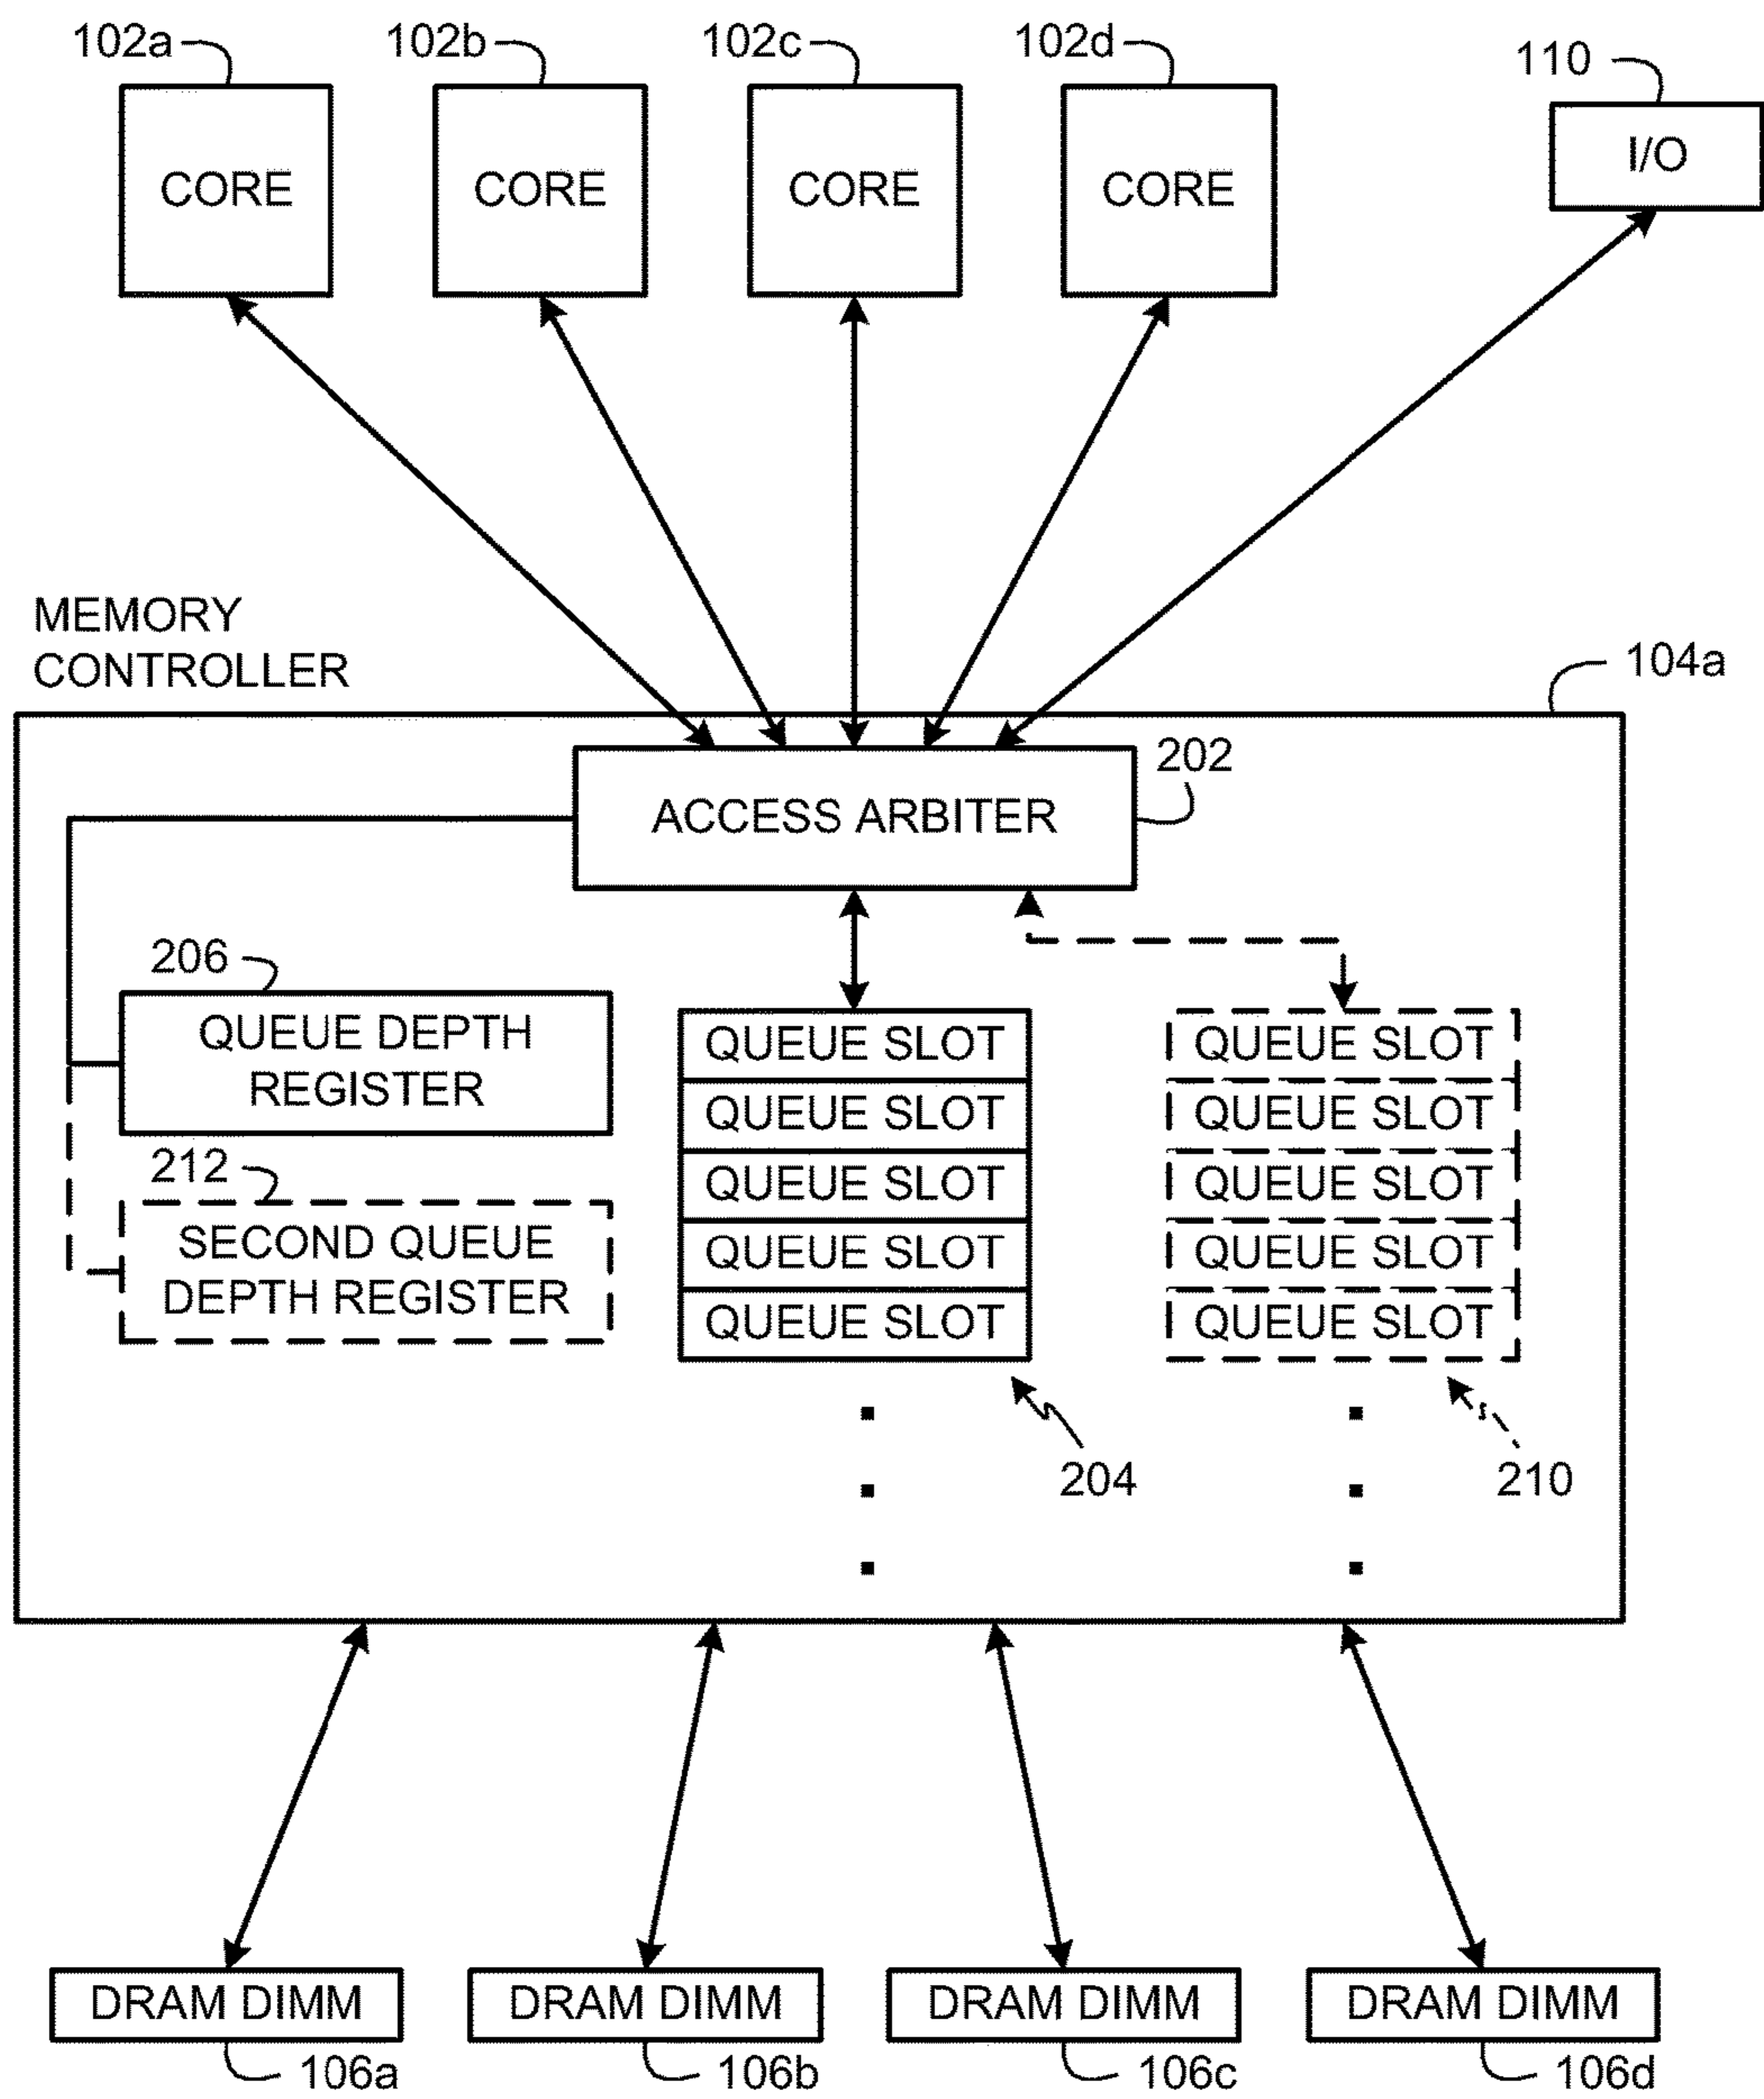 102a
102b
102c
102d
110
CORE
CORE
CORE
CORE
I/O
MEMORY
CONTROLLER
104a
202
ACCESS ARBITER
206
QUEUE DEPTH
REGISTER
212
SECOND QUEUE
DEPTH REGISTER
QUEUE SLOT
QUEUE SLOT
QUEUE SLOT
QUEUE SLOT
QUEUE SLOT
204
QUEUE SLOT
QUEUE SLOT
QUEUE SLOT
QUEUE SLOT
QUEUE SLOT
210
DRAM DIMM
DRAM DIMM
DRAM DIMM
DRAM DIMM
106a
106b
106c
106d